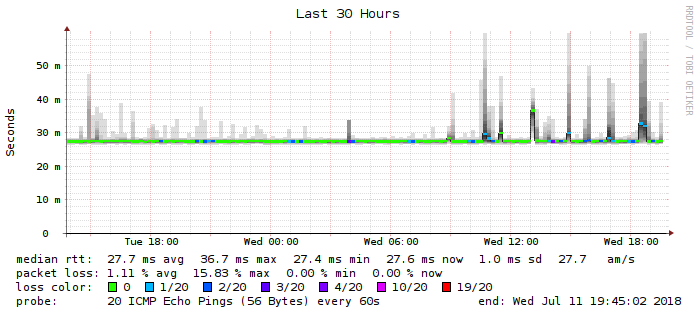 Last 30 Hours
RRDTOOL / TOBI OETIKER
Seconds
50 m
40 m
30 m
20 m
10 m
0
Tue 18:00 Wed 00:00 Wed 06:00 Wed 12:00 Wed 18:00
median rtt: 27.7 ms avg 36.7 ms max 27.4 ms min 27.6 ms now 1.0 ms sd 27.7 am/s
packet loss: 1.11 % avg 15.83 % max 0.00 % min 0.00 % now
loss color: 0 1/20 2/20 3/20 4/20 10/20 19/20
probe: 20 ICMP Echo Pings (56 Bytes) every 60s end: Wed Jul 11 19:45:02 2018